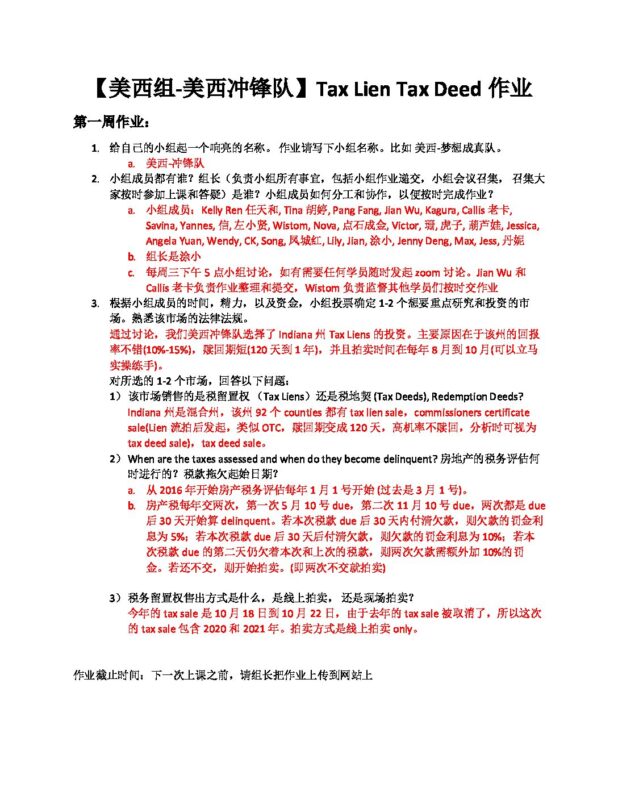 【美西组-美西冲锋队】Tax Lien Tax Deed 作业
第一周作业：
1. 给自己的小组起一个响亮的名称。 作业请写下小组名称。比如 美西-梦想成真队。
a. 美西-冲锋队
2. 小组成员都有谁？组长（负责小组所有事宜，包括小组作业递交，小组会议召集， 召集大
家按时参加上课和答疑）是谁？小组成员如何分工和协作，以便按时完成作业？
a. 小组成员：Kelly Ren 任天和, Tina 胡婷, Pang Fang, Jian Wu, Kagura, Callis 老卡,
Savina, Yannes, 信, 左小贤, Wistom, Nova, 点石成金, Victor, 珊, 虎子, 葫芦娃, Jessica,
Angela Yuan, Wendy, CK, Song, 凤城红, Lily, Jian, 涂小, Jenny Deng, Max, Jess, 丹妮
b. 组长是涂小
c. 每周三下午 5 点小组讨论，如有需要任何学员随时发起 zoom 讨论。Jian Wu 和
Callis 老卡负责作业整理和提交，Wistom 负责监督其他学员们按时交作业
3. 根据小组成员的时间，精力，以及资金，小组投票确定 1-2 个想要重点研究和投资的市
场。熟悉该市场的法律法规。
通过讨论，我们美西冲锋队选择了 Indiana 州 Tax Liens 的投资。主要原因在于该州的回报
率不错(10%-15%)，赎回期短(120 天到 1 年)，并且拍卖时间在每年 8 月到 10 月(可以立马
实操练手)。
对所选的 1-2 个市场，回答以下问题：
1）该市场销售的是税留置权 （Tax Liens）还是税地契 (Tax Deeds), Redemption Deeds?
Indiana 州是混合州，该州 92 个 counties 都有 tax lien sale，commissioners certificate
sale(Lien 流拍后发起，类似 OTC，赎回期变成 120 天，高机率不赎回，分析时可视为
tax deed sale)，tax deed sale。
2）When are the taxes assessed and when do they become delinquent? 房地产的税务评估何
时进行的？税款拖欠起始日期？
a. 从 2016 年开始房产税务评估每年 1 月 1 号开始 (过去是 3 月 1 号)。
b. 房产税每年交两次，第一次 5 月 10 号 due，第二次 11 月 10 号 due，两次都是 due
后 30 天开始算 delinquent。若本次税款 due 后 30 天内付清欠款，则欠款的罚金利
息为 5%；若本次税款 due 后 30 天后付清欠款，则欠款的罚金利息为 10%；若本
次税款 due 的第二天仍欠着本次和上次的税款，则两次欠款需额外加 10%的罚
金。若还不交，则开始拍卖。(即两次不交就拍卖)
3）税务留置权售出方式是什么，是线上拍卖， 还是现场拍卖？
今年的 tax sale 是 10 月 18 日到 10 月 22 日，由于去年的 tax sale 被取消了，所以这次
的 tax sale 包含 2020 和 2021 年。拍卖方式是线上拍卖 only。
作业截止时间：下一次上课之前，请组长把作业上传到网站上